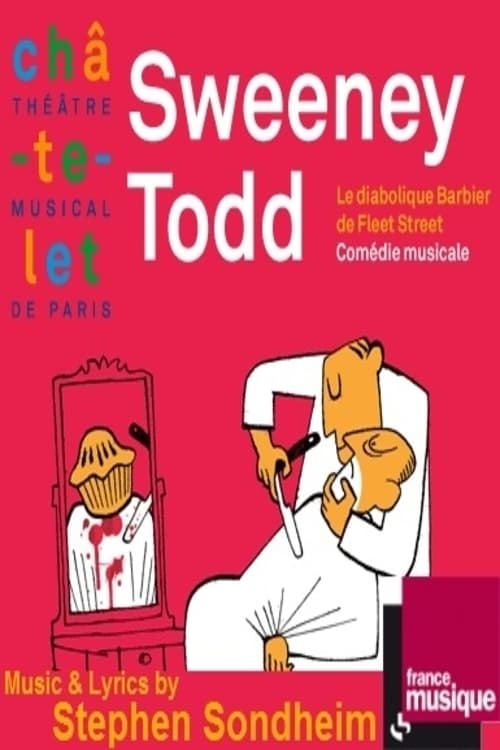 châ
THÉÂTRE
-te-
MUSICAL
let
DE PARIS
Sweeney
Todd
Le diabolique Barbier
de Fleet Street
Comédie musicale
Music & Lyrics by
Stephen Sondheim
france
musique